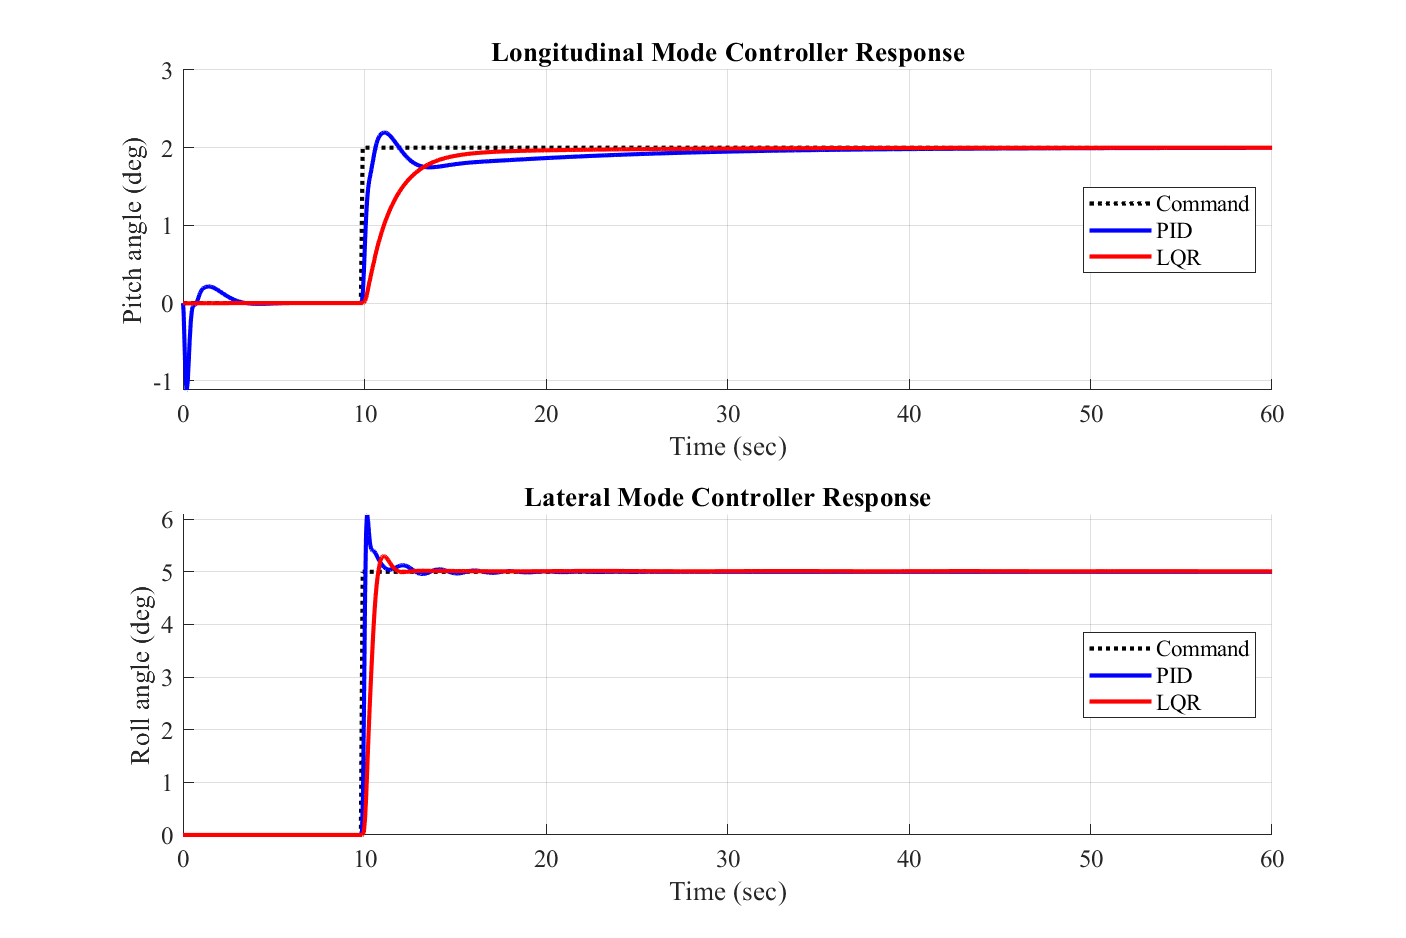 Longitudinal Mode Controller Response
3
2
1
0
-1
Pitch angle (deg)
Command
PID
LQR
0 10 20 30 40 50 60
Time (sec)
Lateral Mode Controller Response
6
5
4
3
2
1
0
Roll angle (deg)
Command
PID
LQR
0 10 20 30 40 50 60
Time (sec)